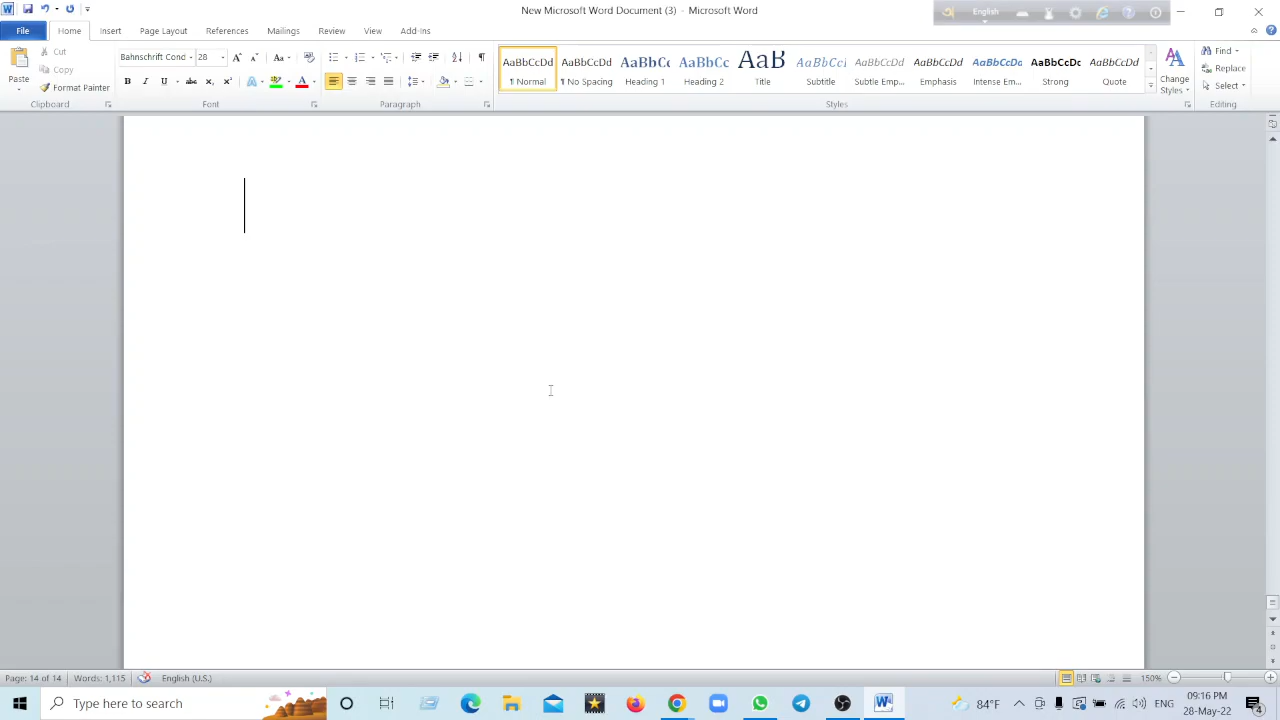 New Microsoft Word Document (3) - Microsoft Word
English
File
Home
Insert
Page Layout
References
Mailings
Review
View
Add-Ins
Paste
Cut
Copy
Format Painter
Clipboard
Bahnschrift Cond
28
Font
Paragraph
AaBbCcDd
¶ Normal
AaBbCcDd
¶ No Spacing
AaBbCc
Heading 1
AaBbCc
Heading 2
AaB
Title
AaBbCcI
Subtitle
AaBbCcDd
Subtle Emp...
AaBbCcDd
Emphasis
AaBbCcDd
Intense Em...
AaBbCcDc
Strong
AaBbCcDd
Quote
Styles
Change
Styles
Find
Replace
Select
Editing
Page: 14 of 14
Words: 1,115
English (U.S.)
150%
Type here to search
84°
ENG
09:16 PM
28-May-22
4